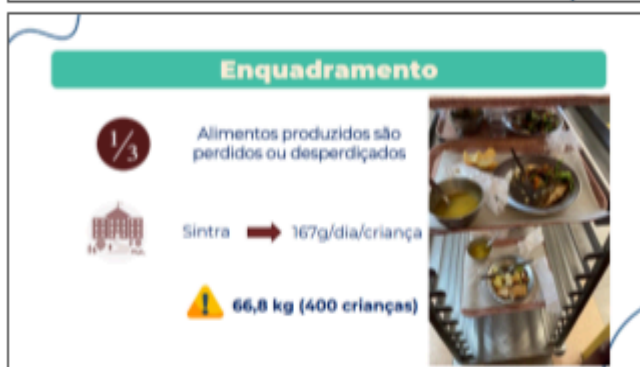 Enquadramento
1/3
Alimentos produzidos são
perdidos ou desperdiçados
Sintra
167g/dia/criança
66,8 kg (400 crianças)